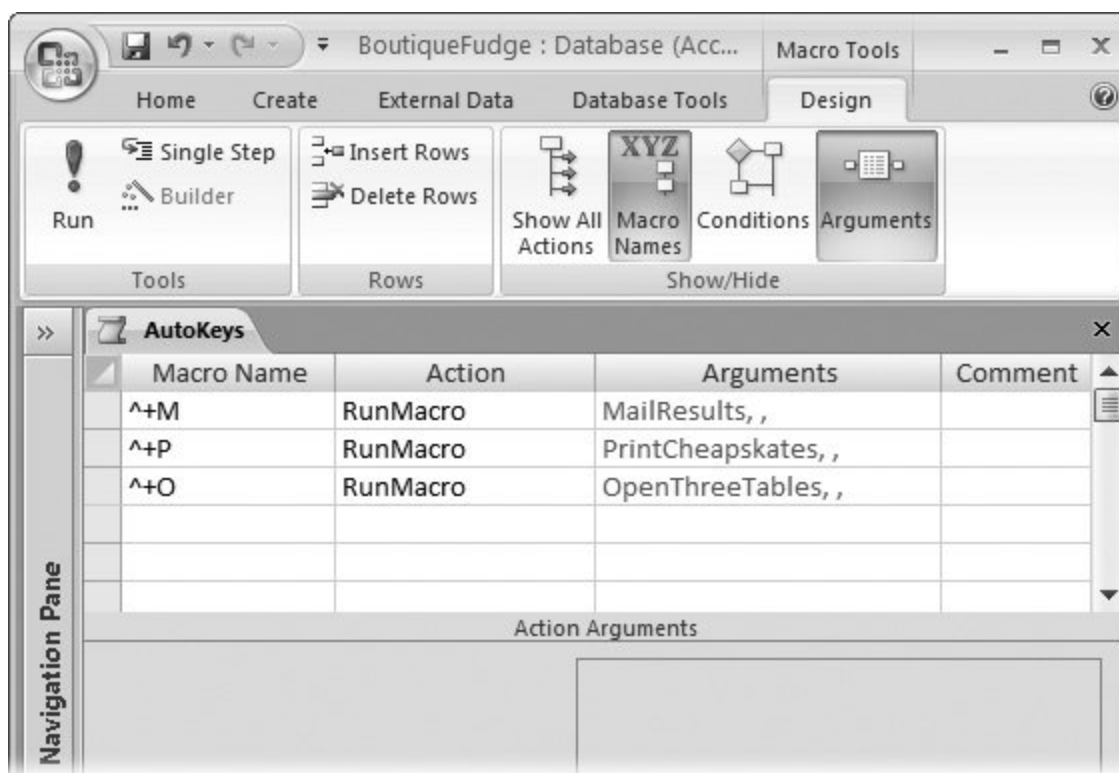 BoutiqueFudge : Database (Acc...
Macro Tools
Home Create External Data Database Tools Design
Run
Single Step
Builder
Tools
Insert Rows
Delete Rows
Rows
Show All Actions
XYZ
Macro Names
Conditions
Arguments
Show/Hide
AutoKeys
Macro Name Action Arguments Comment
^+M RunMacro MailResults, ,
^+P RunMacro PrintCheapskates, ,
^+O RunMacro OpenThreeTables, ,
Action Arguments
Navigation Pane